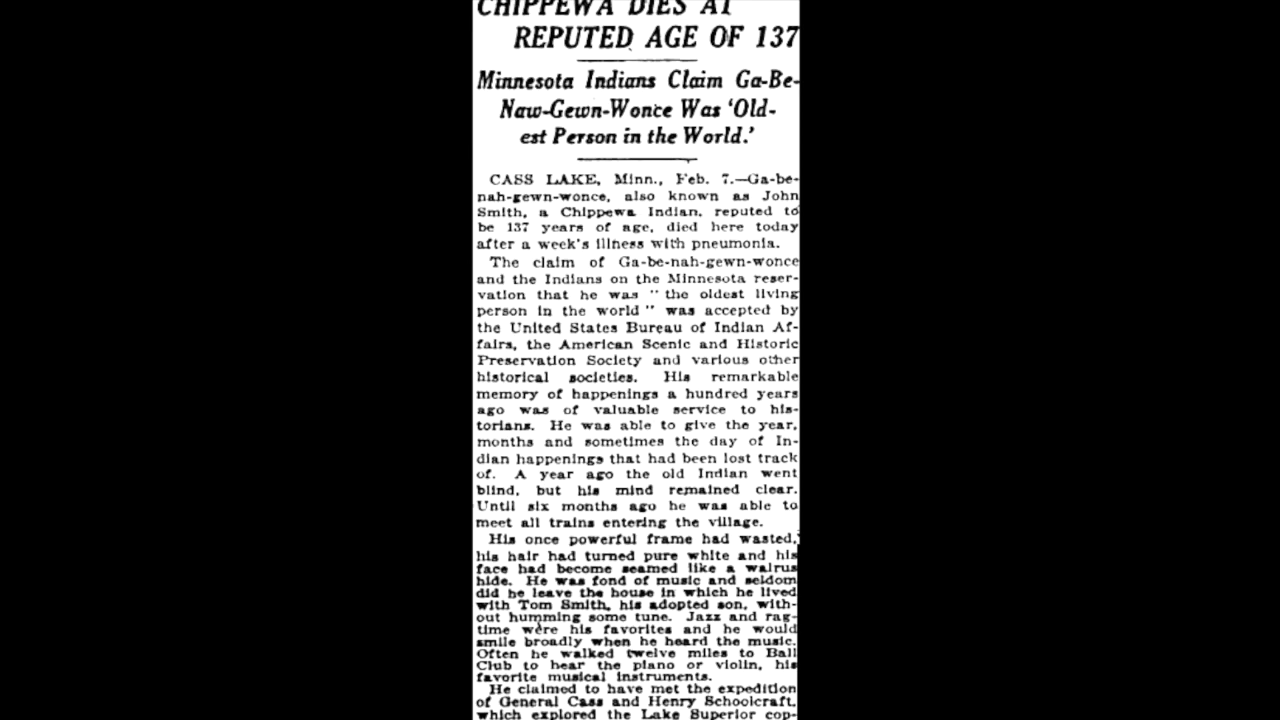 CHIPPEWA DIES AT
REPUTED AGE OF 137
Minnesota Indians Claim Ga-Be-
Naw-Gewn-Wonce Was 'Old-
est Person in the World.'
CASS LAKE, Minn., Feb. 7.—Ga-be-
nah-gewn-wonce, also known as John
Smith, a Chippewa Indian, reputed to
be 137 years of age, died here today
after a week's illness with pneumonia.
The claim of Ga-be-nah-gewn-wonce
and the Indians on the Minnesota reser-
vation that he was "the oldest living
person in the world" was accepted by
the United States Bureau of Indian Af-
fairs, the American Scenic and Historic
Preservation Society and various other
historical societies. His remarkable
memory of happenings a hundred years
ago was of valuable service to his-
torians. He was able to give the year,
months and sometimes the day of In-
dian happenings that had been lost track
of. A year ago the old Indian went
blind, but his mind remained clear.
Until six months ago he was able to
meet all trains entering the village.
His once powerful frame had wasted,
his hair had turned pure white and his
face had become seamed like a walrus
hide. He was fond of music and seldom
did he leave the house in which he lived
with Tom Smith, his adopted son, with-
out humming some tune. Jazz and rag-
time were his favorites and he would
smile broadly when he heard the music.
Often he walked twelve miles to Ball
Club to hear the piano or violin, his
favorite musical instruments.
He claimed to have met the expedition
of General Cass and Henry Schoolcraft,
which explored the Lake Superior cop-